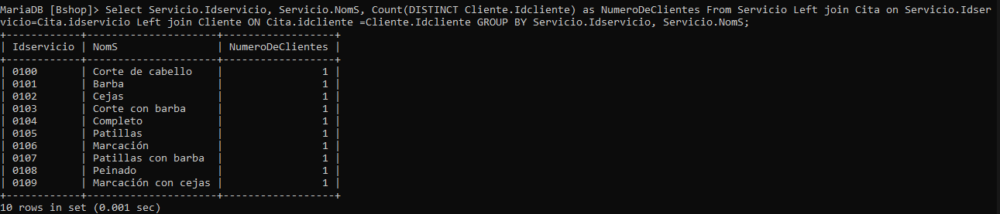 MariaDB [Bshop]> Select Servicio.Idservicio, Servicio.NomS, Count(DISTINCT Cliente.Idcliente) as NumeroDeClientes From Servicio Left join Cita on Servicio.Idser
vicio=Cita.idservicio Left join Cliente ON Cita.idcliente =Cliente.Idcliente GROUP BY Servicio.Idservicio, Servicio.NomS;
+------------+---------------------+------------------+
| Idservicio | NomS                | NumeroDeClientes |
+------------+---------------------+------------------+
| 0100       | Corte de cabello    |                1 |
| 0101       | Barba               |                1 |
| 0102       | Cejas               |                1 |
| 0103       | Corte con barba     |                1 |
| 0104       | Completo            |                1 |
| 0105       | Patillas            |                1 |
| 0106       | Marcación           |                1 |
| 0107       | Patillas con barba  |                1 |
| 0108       | Peinado             |                1 |
| 0109       | Marcación con cejas |                1 |
+------------+---------------------+------------------+
10 rows in set (0.001 sec)